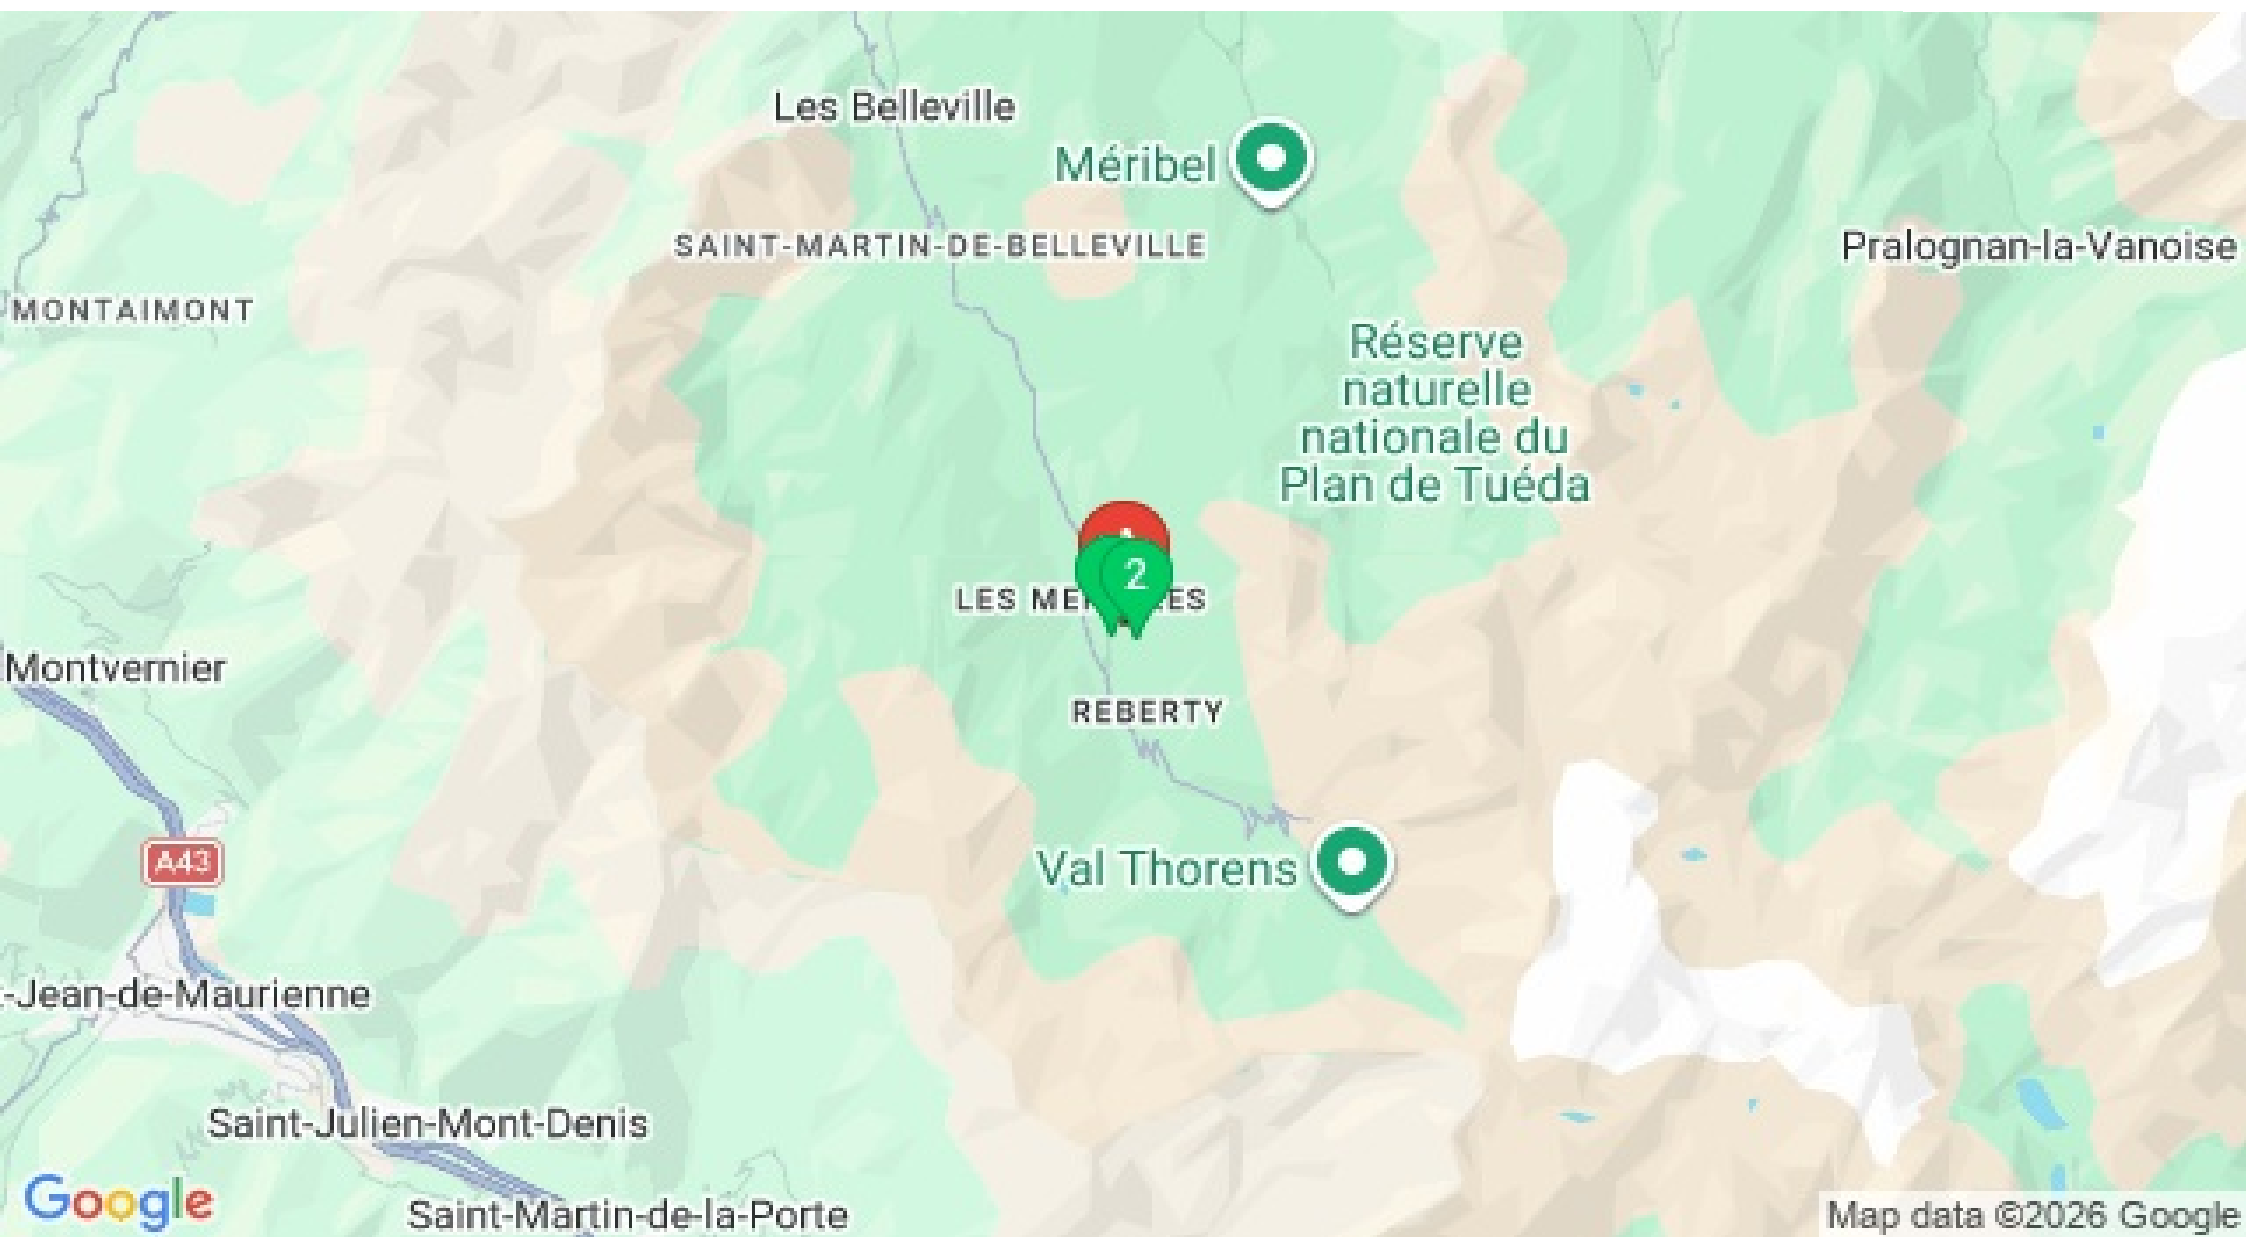 Les Belleville
Méribel
SAINT-MARTIN-DE-BELLEVILLE
Pralognan-la-Vanoise
MONTAIMONT
Réserve
naturelle
nationale du
Plan de Tuéda
2
LES
Montvernier
REBERTY
A43
Val Thorens
-Jean-de-Maurienne
Saint-Julien-Mont-Denis
Google
Saint-Martin-de-la-Porte
Map data ©2026 Google